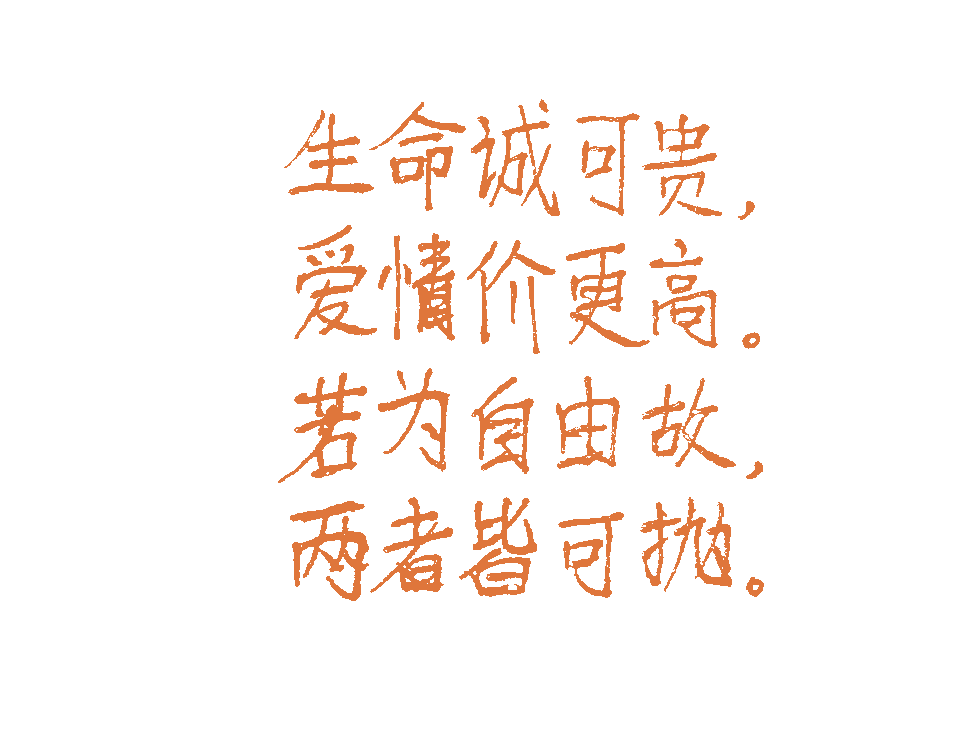 生命诚可贵，
爱情价更高。
若为自由故，
两者皆可抛。